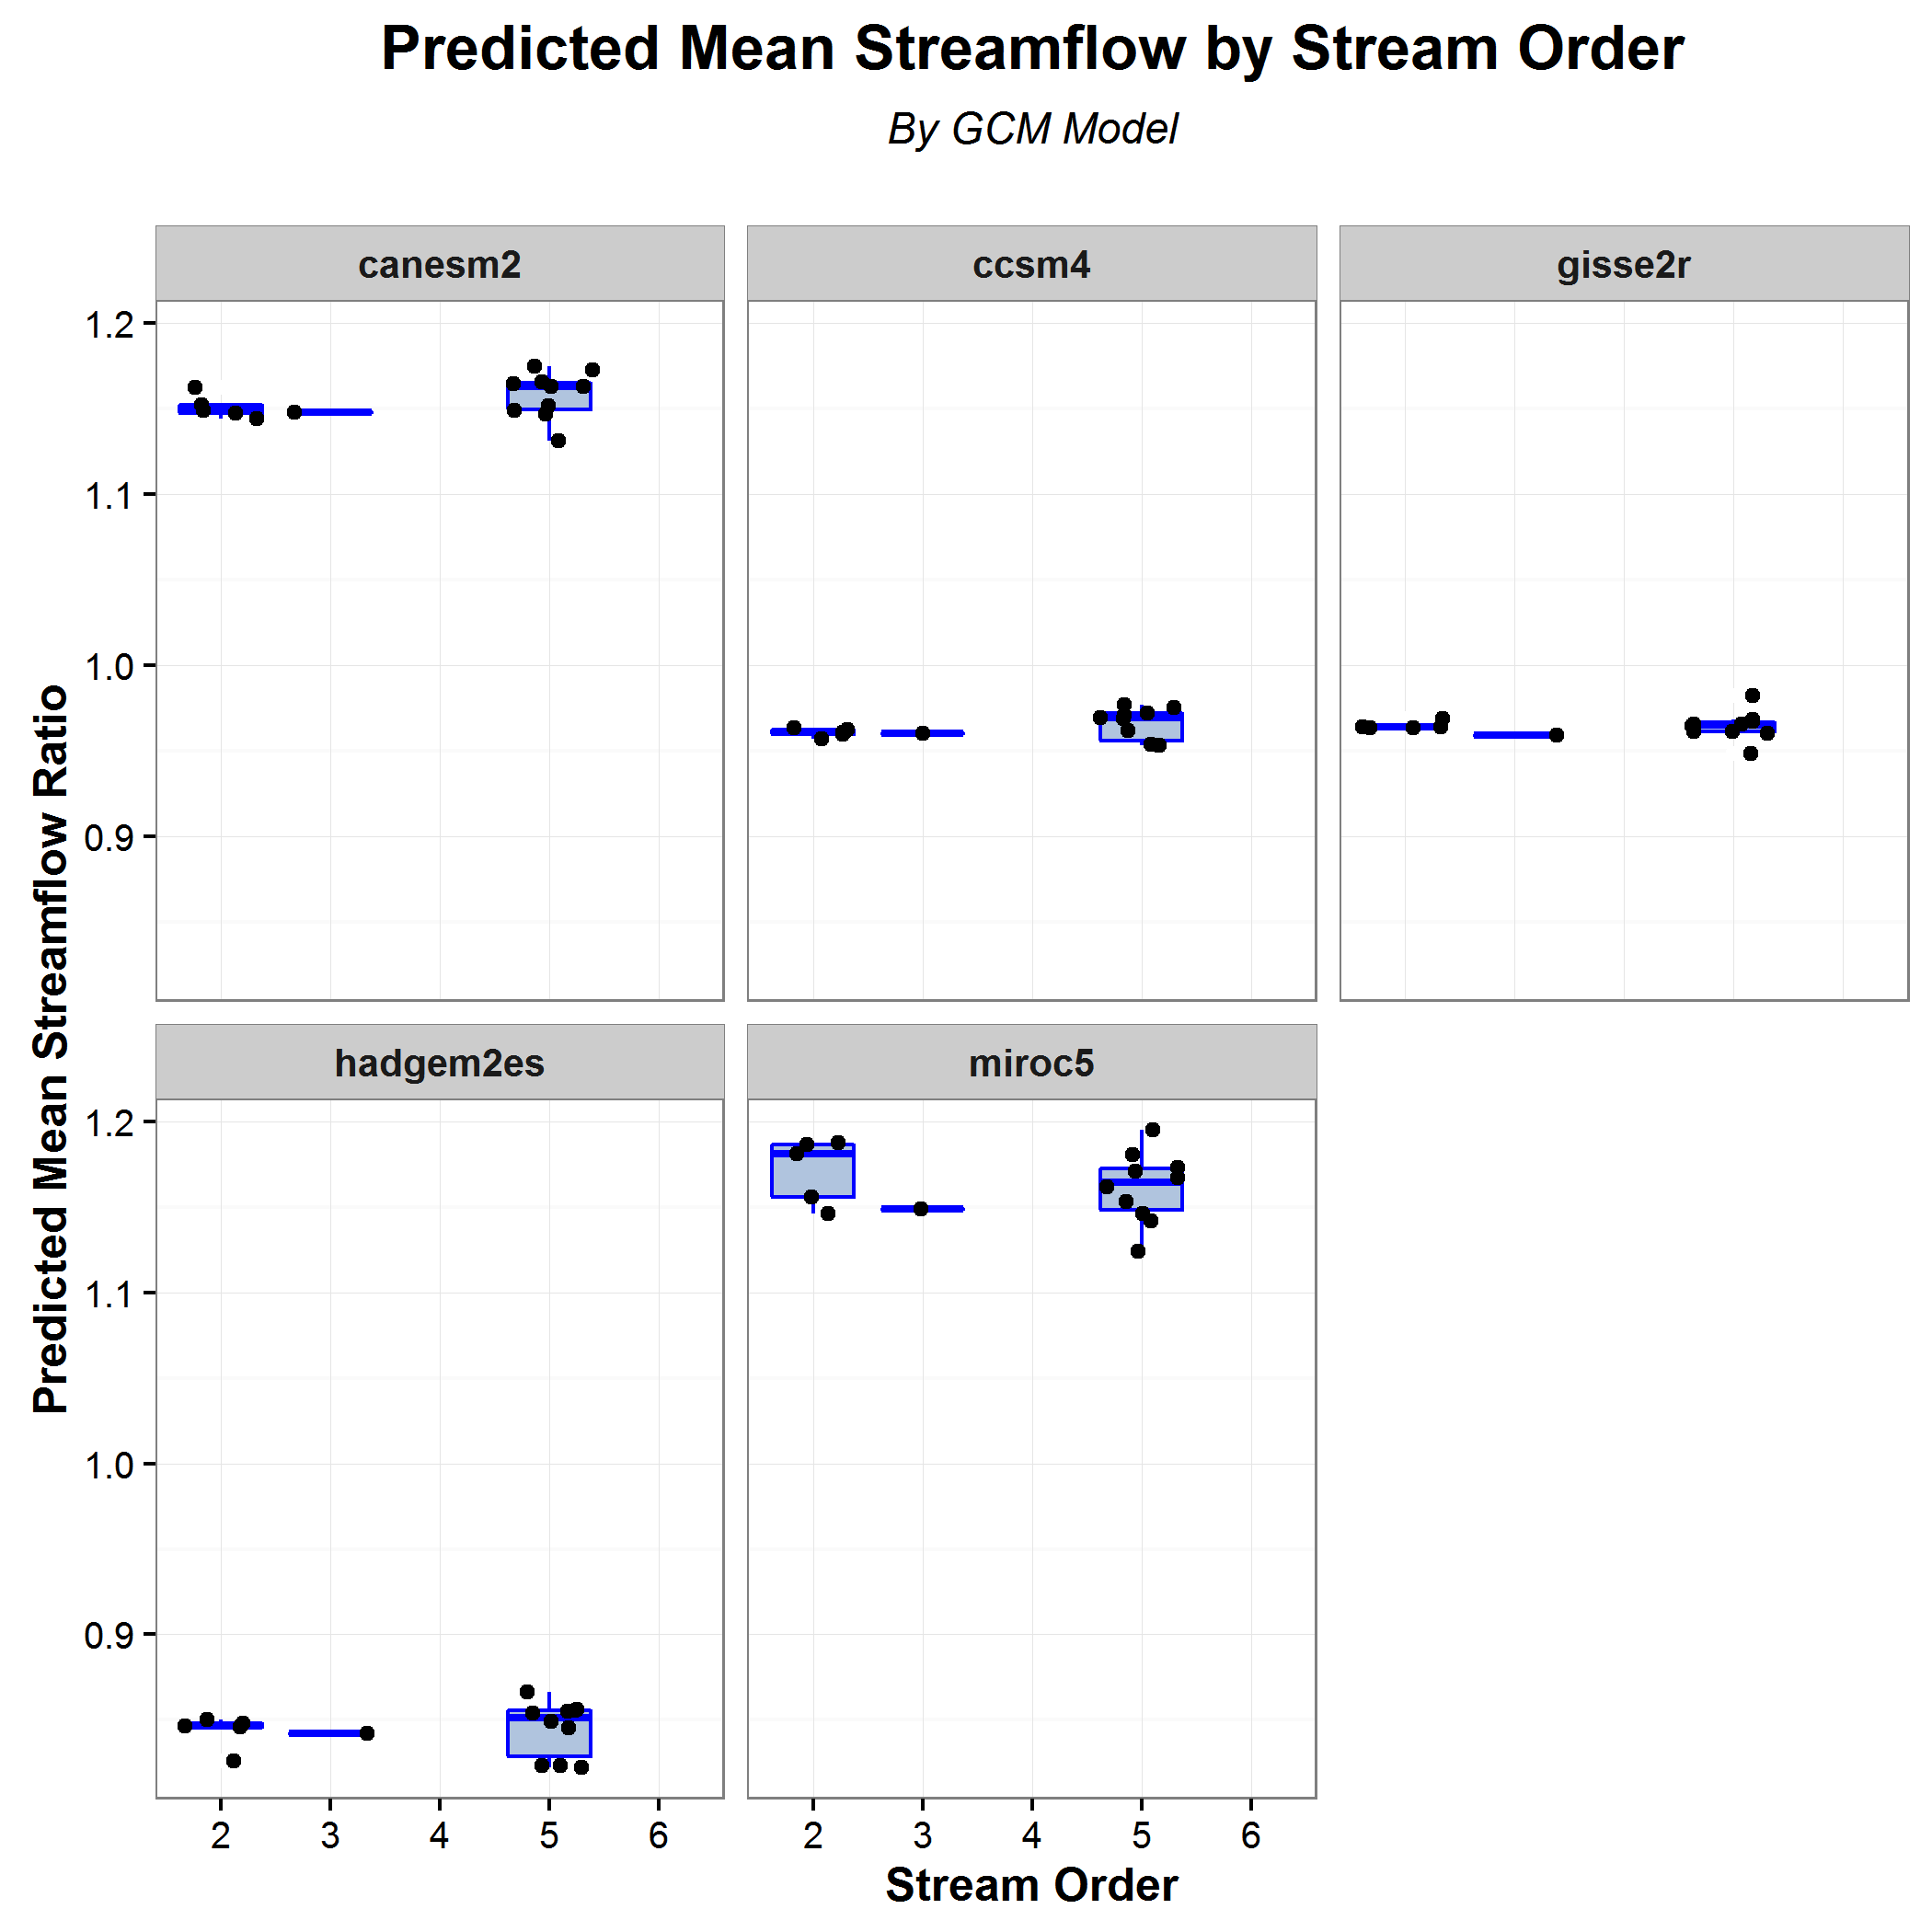 Predicted Mean Streamflow by Stream Order
By GCM Model
canesm2
ccsm4
gisse2r
1.2
1.1
1.0
0.9
Predicted Mean Streamflow Ratio
hadgem2es
miroc5
1.2
1.1
1.0
0.9
2 3 4 5 6
2 3 4 5 6
Stream Order